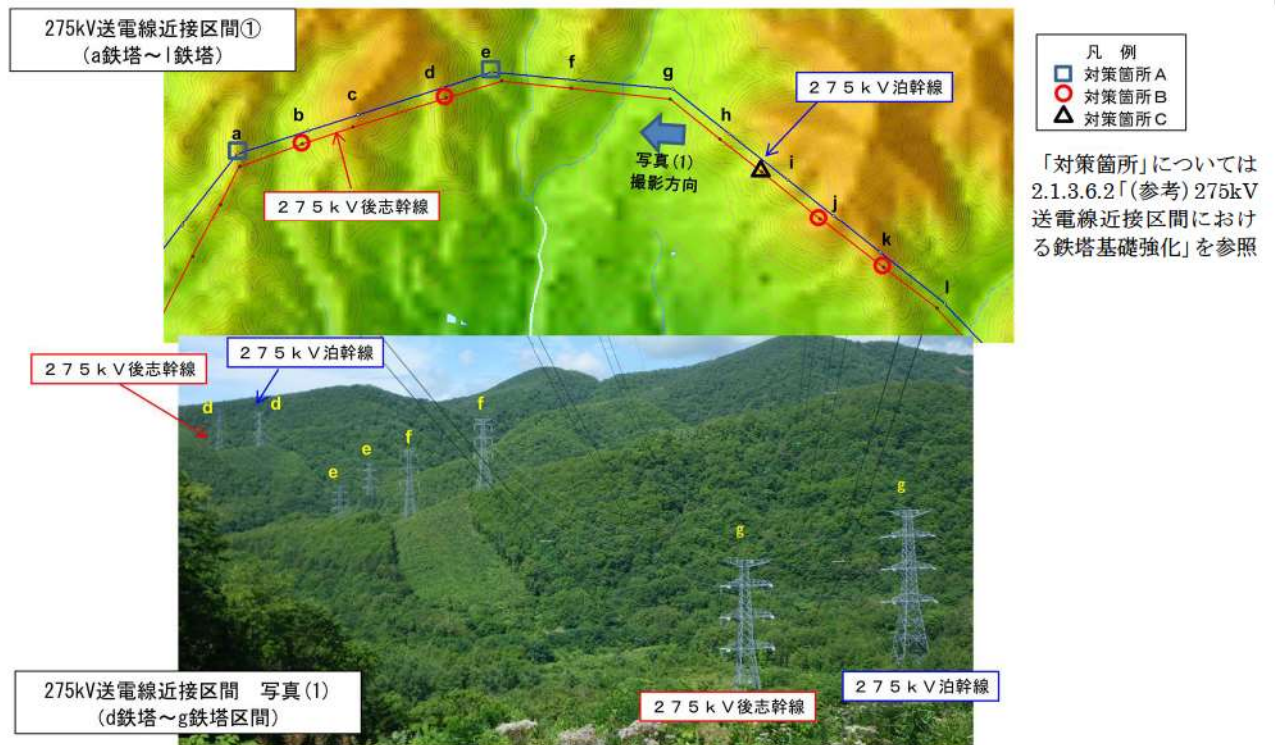 275kV送電線近接区間①
(a鉄塔～l鉄塔)
a
b
c
d
e
f
g
h
i
j
k
l
275kV泊幹線
写真(1)
撮影方向
275kV後志幹線
凡 例
対策箇所A
対策箇所B
対策箇所C
「対策箇所」については
2.1.3.6.2「(参考)275kV
送電線近接区間におけ
る鉄塔基礎強化」を参照
275kV後志幹線
275kV泊幹線
d
d
e
e
f
f
g
g
275kV送電線近接区間 写真(1)
(d鉄塔～g鉄塔区間)
275kV後志幹線
275kV泊幹線